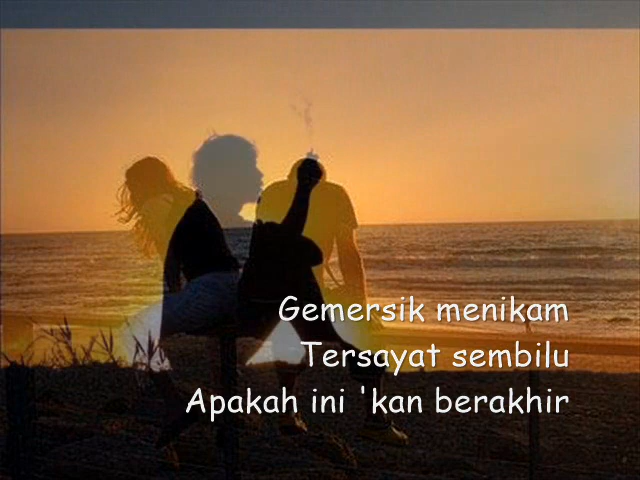 Gemersik menikam
Tersayat sembilu
Apakah ini 'kan berakhir